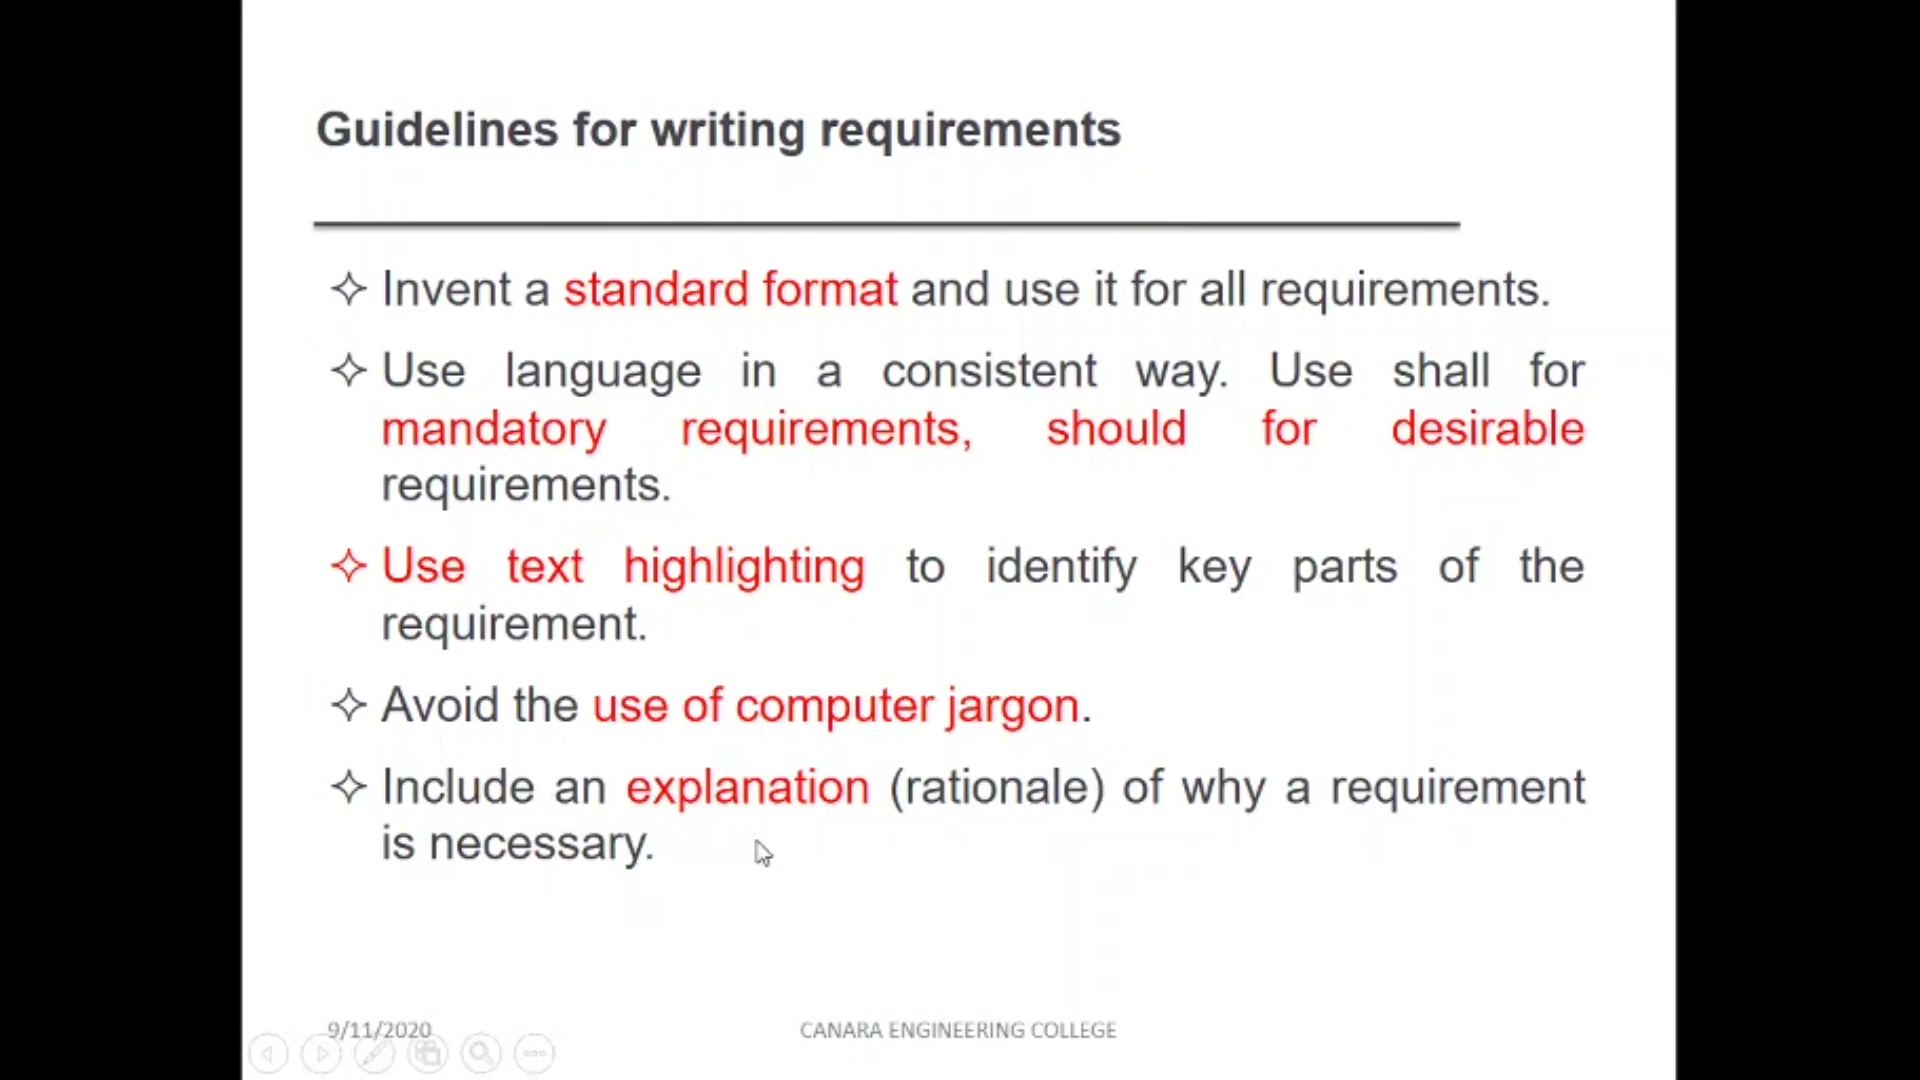 Guidelines for writing requirements
Invent a standard format and use it for all requirements.
Use language in a consistent way. Use shall for
mandatory requirements, should for desirable
requirements.
Use text highlighting to identify key parts of the
requirement.
Avoid the use of computer jargon.
Include an explanation (rationale) of why a requirement
is necessary.
9/11/2020
CANARA ENGINEERING COLLEGE